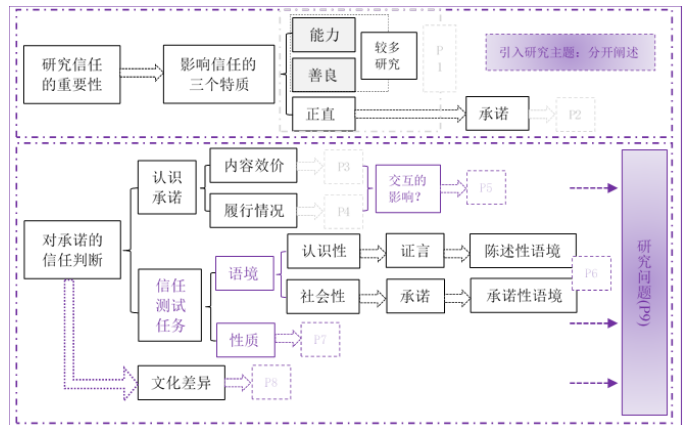 研究信任
的重要性
影响信任的
三个特质
能力
善良
正直
较多
研究
P
1
引入研究主题：分开阐述
承诺
P2
对承诺的
信任判断
认识
承诺
内容效价
P3
履行情况
P4
交互的
影响？
P5
信任
测试
任务
语境
认识性
证言
陈述性语境
社会性
承诺
承诺性语境
P6
性质
P7
文化差异
P8
研究问题(P9)